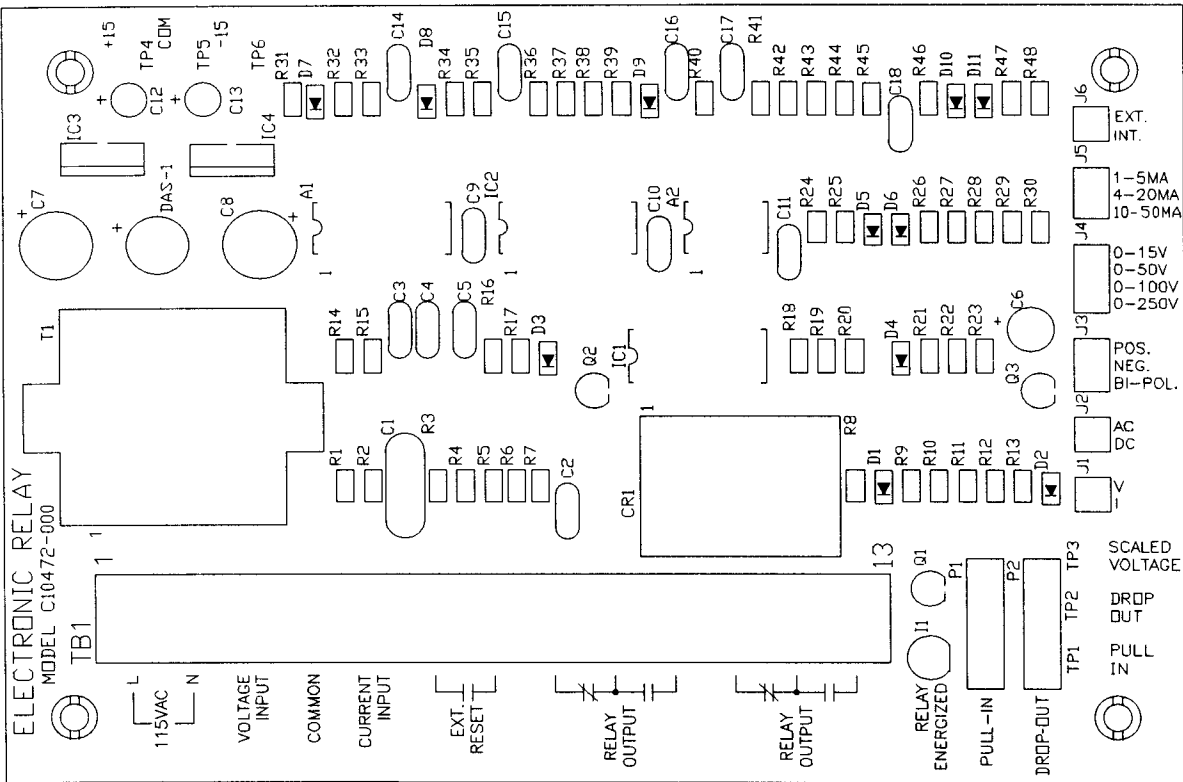 ELECTRONIC RELAY
MODEL C10472-000
+15
TP4
COM
TP5
-15
TP6
C12
C13
+
+
IC3
IC4
C7
+
DAS-1
+
C8
+
R31
D7
R32
R33
C14
D8
R34
R35
C15
R36
R37
R38
R39
D9
C16
R40
C17
R41
R42
R43
R44
R45
C18
R46
D10
D11
R47
R48
A1
1
C9
IC2
1
C10
A2
1
C11
R24
R25
D5
D6
R26
R27
R28
R29
R30
T1
1
R14
R15
C3
C4
C5
R16
R17
D3
Q2
IC1
1
R18
R19
R20
D4
R21
R22
R23
+
C6
Q3
R1
R2
C1
R3
R4
R5
R6
R7
C2
CR1
R8
D1
R9
R10
R11
R12
R13
D2
J6
EXT.
INT.
J5
1-5MA
4-20MA
10-50MA
J4
0-15V
0-50V
0-100V
0-250V
J3
POS.
NEG.
BI-POL.
J2
AC
DC
J1
V
I
TB1
1
13
L
115VAC
N
VOLTAGE
INPUT
COMMON
CURRENT
INPUT
EXT.
RESET
RELAY
OUTPUT
RELAY
OUTPUT
I1
Q1
RELAY
ENERGIZED
P1
PULL-IN
P2
DROP-OUT
TP1
TP2
TP3
PULL
IN
DROP
OUT
SCALED
VOLTAGE